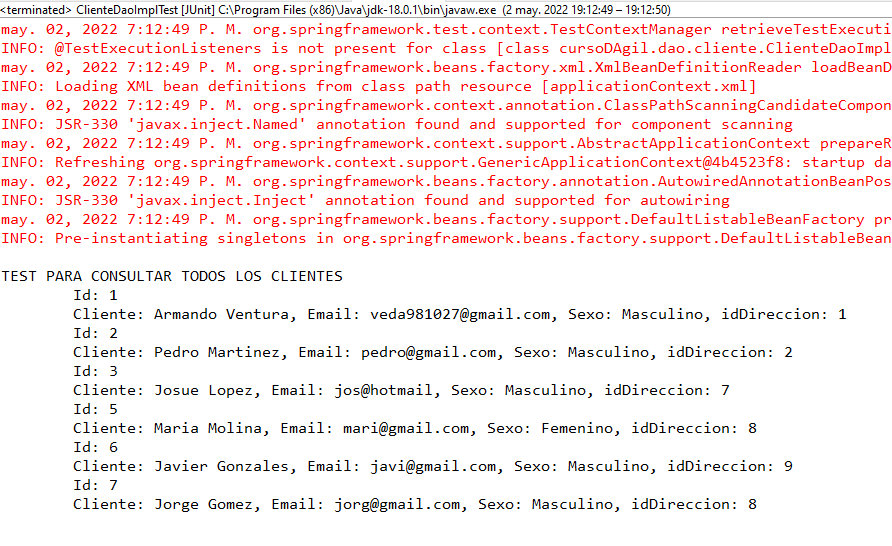 <terminated> ClienteDaoImplTest [JUnit] C:\Program Files (x86)\Java\jdk-18.0.1\bin\javaw.exe (2 may. 2022 19:12:49 – 19:12:50)
may. 02, 2022 7:12:49 P. M. org.springframework.test.context.TestContextManager retrieveTestExecuti
INFO: @TestExecutionListeners is not present for class [class cursoDAgil.dao.cliente.ClienteDaoImpl
may. 02, 2022 7:12:49 P. M. org.springframework.beans.factory.xml.XmlBeanDefinitionReader loadBeanD
INFO: Loading XML bean definitions from class path resource [applicationContext.xml]
may. 02, 2022 7:12:49 P. M. org.springframework.context.annotation.ClassPathScanningCandidateCompon
INFO: JSR-330 'javax.inject.Named' annotation found and supported for component scanning
may. 02, 2022 7:12:49 P. M. org.springframework.context.support.AbstractApplicationContext prepareR
INFO: Refreshing org.springframework.context.support.GenericApplicationContext@4b4523f8: startup da
may. 02, 2022 7:12:49 P. M. org.springframework.beans.factory.annotation.AutowiredAnnotationBeanPos
INFO: JSR-330 'javax.inject.Inject' annotation found and supported for autowiring
may. 02, 2022 7:12:49 P. M. org.springframework.beans.factory.support.DefaultListableBeanFactory pr
INFO: Pre-instantiating singletons in org.springframework.beans.factory.support.DefaultListableBean
TEST PARA CONSULTAR TODOS LOS CLIENTES
Id: 1
Cliente: Armando Ventura, Email: veda981027@gmail.com, Sexo: Masculino, idDireccion: 1
Id: 2
Cliente: Pedro Martinez, Email: pedro@gmail.com, Sexo: Masculino, idDireccion: 2
Id: 3
Cliente: Josue Lopez, Email: jos@hotmail, Sexo: Masculino, idDireccion: 7
Id: 5
Cliente: Maria Molina, Email: mari@gmail.com, Sexo: Femenino, idDireccion: 8
Id: 6
Cliente: Javier Gonzales, Email: javi@gmail.com, Sexo: Masculino, idDireccion: 9
Id: 7
Cliente: Jorge Gomez, Email: jorg@gmail.com, Sexo: Masculino, idDireccion: 8